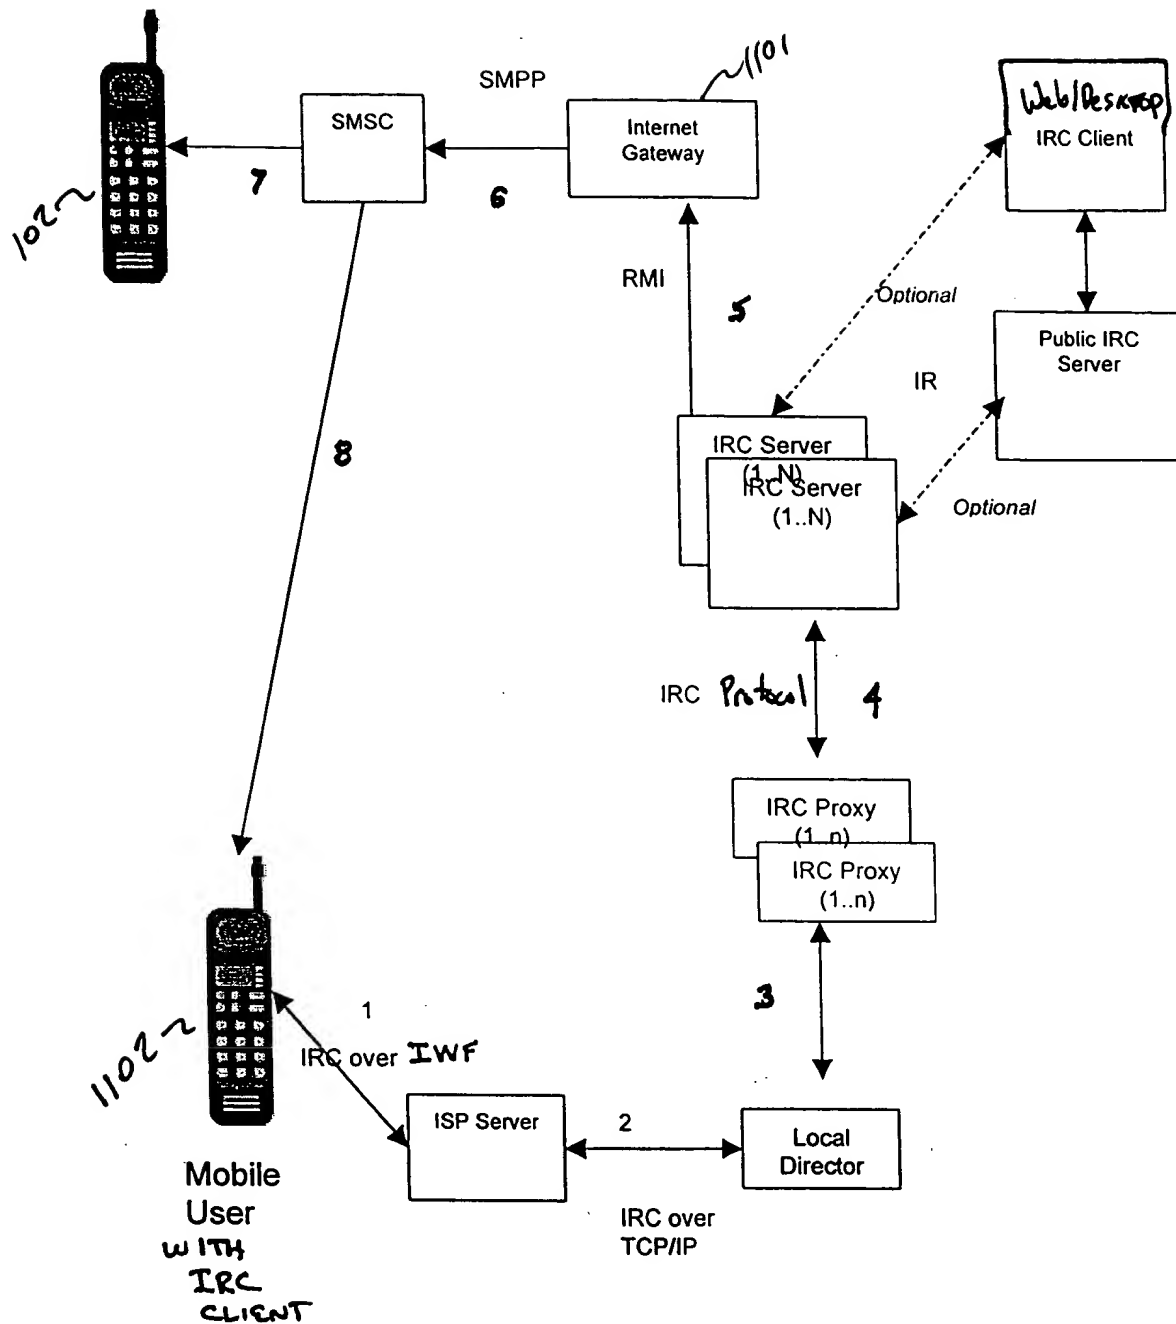 1101
SMPP
Web/DESKTOP
IRC Client
SMSC
Internet
Gateway
7
6
102
RMI
5
Optional
Public IRC
Server
IR
8
IRC Server
(1..N)
IRC Server
(1..N)
Optional
IRC Protocol
4
IRC Proxy
(1..n)
IRC Proxy
(1..n)
3
1
IRC over IWF
1102
ISP Server
2
Local
Director
Mobile
User
WITH
IRC
CLIENT
IRC over
TCP/IP